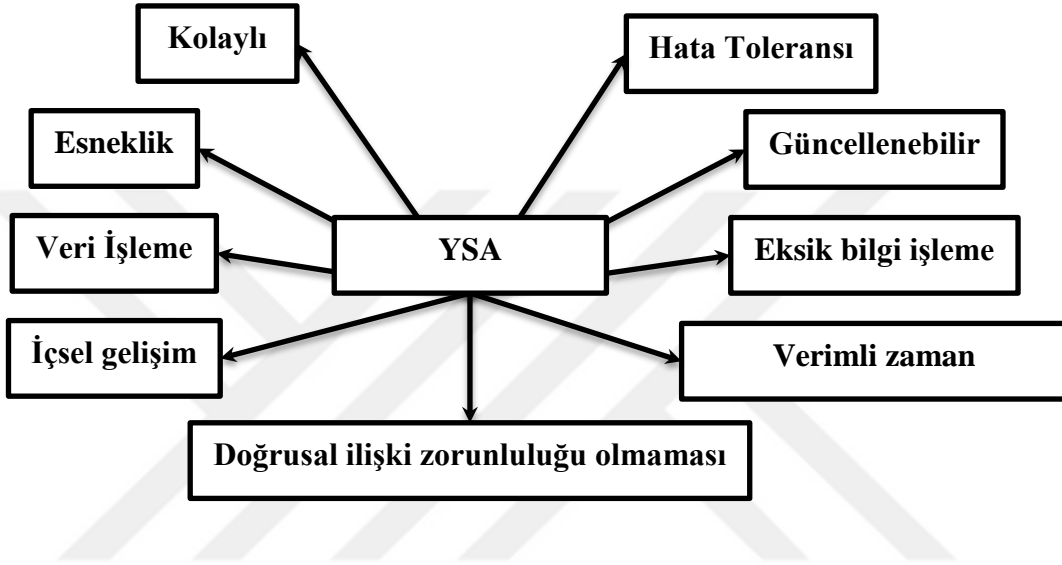 Kolaylı
Hata Toleransı
Esneklik
Güncellenebilir
Veri İşleme
YSA
Eksik bilgi işleme
İçsel gelişim
Verimli zaman
Doğrusal ilişki zorunluluğu olmaması